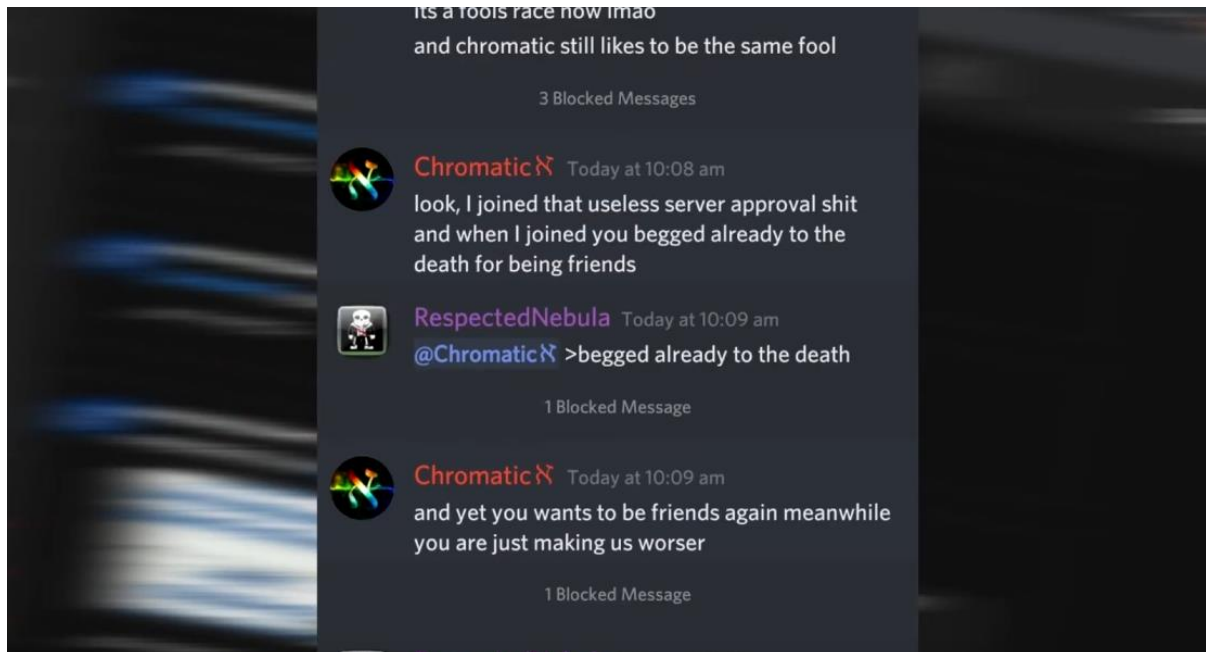 its a fools race now lmao
and chromatic still likes to be the same fool
3 Blocked Messages
Chromaticℵ Today at 10:08 am
look, I joined that useless server approval shit
and when I joined you begged already to the
death for being friends
RespectedNebula Today at 10:09 am
@Chromaticℵ >begged already to the death
1 Blocked Message
Chromaticℵ Today at 10:09 am
and yet you wants to be friends again meanwhile
you are just making us worser
1 Blocked Message